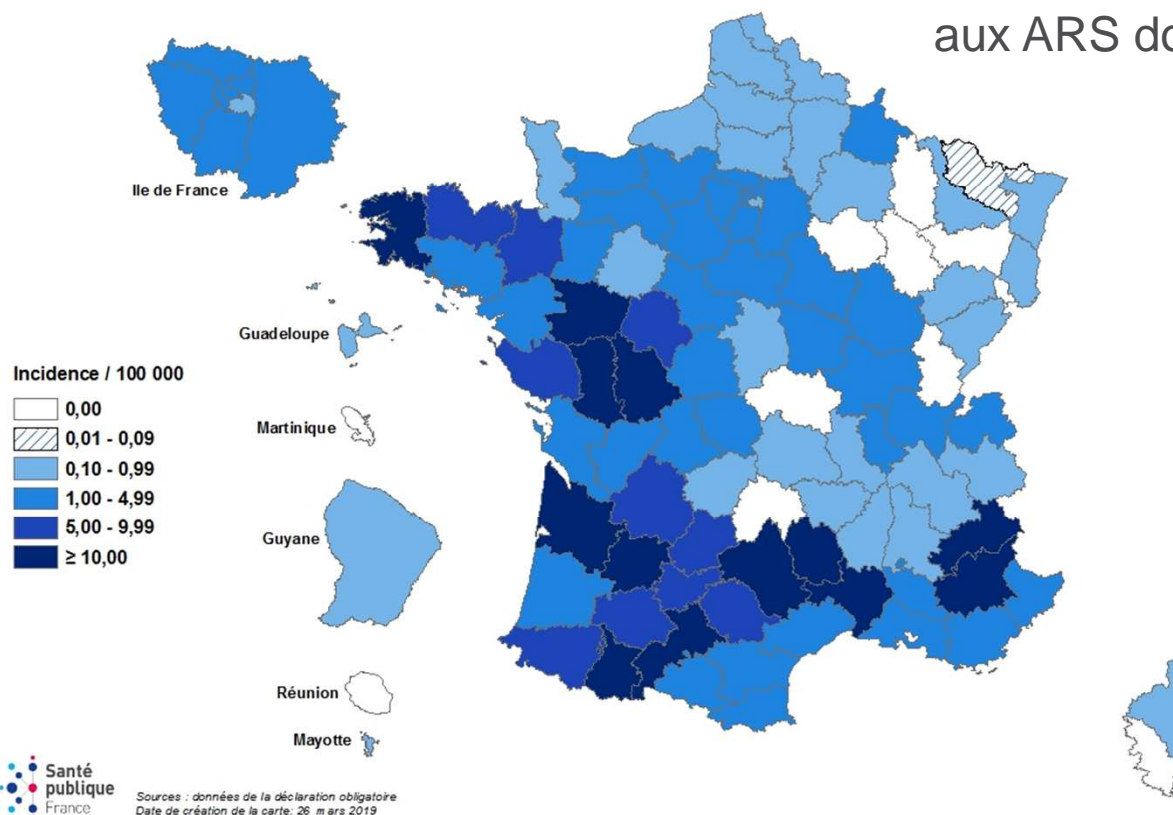 aux ARS do
Ile de France
Guadeloupe
Incidence / 100 000
0,00
0,01 - 0,09
0,10 - 0,99
1,00 - 4,99
5,00 - 9,99
≥ 10,00
Martinique
Guyane
Réunion
Mayotte
Santé
publique
France
Sources : données de la déclaration obligatoire
Date de création de la carte: 26 mars 2019